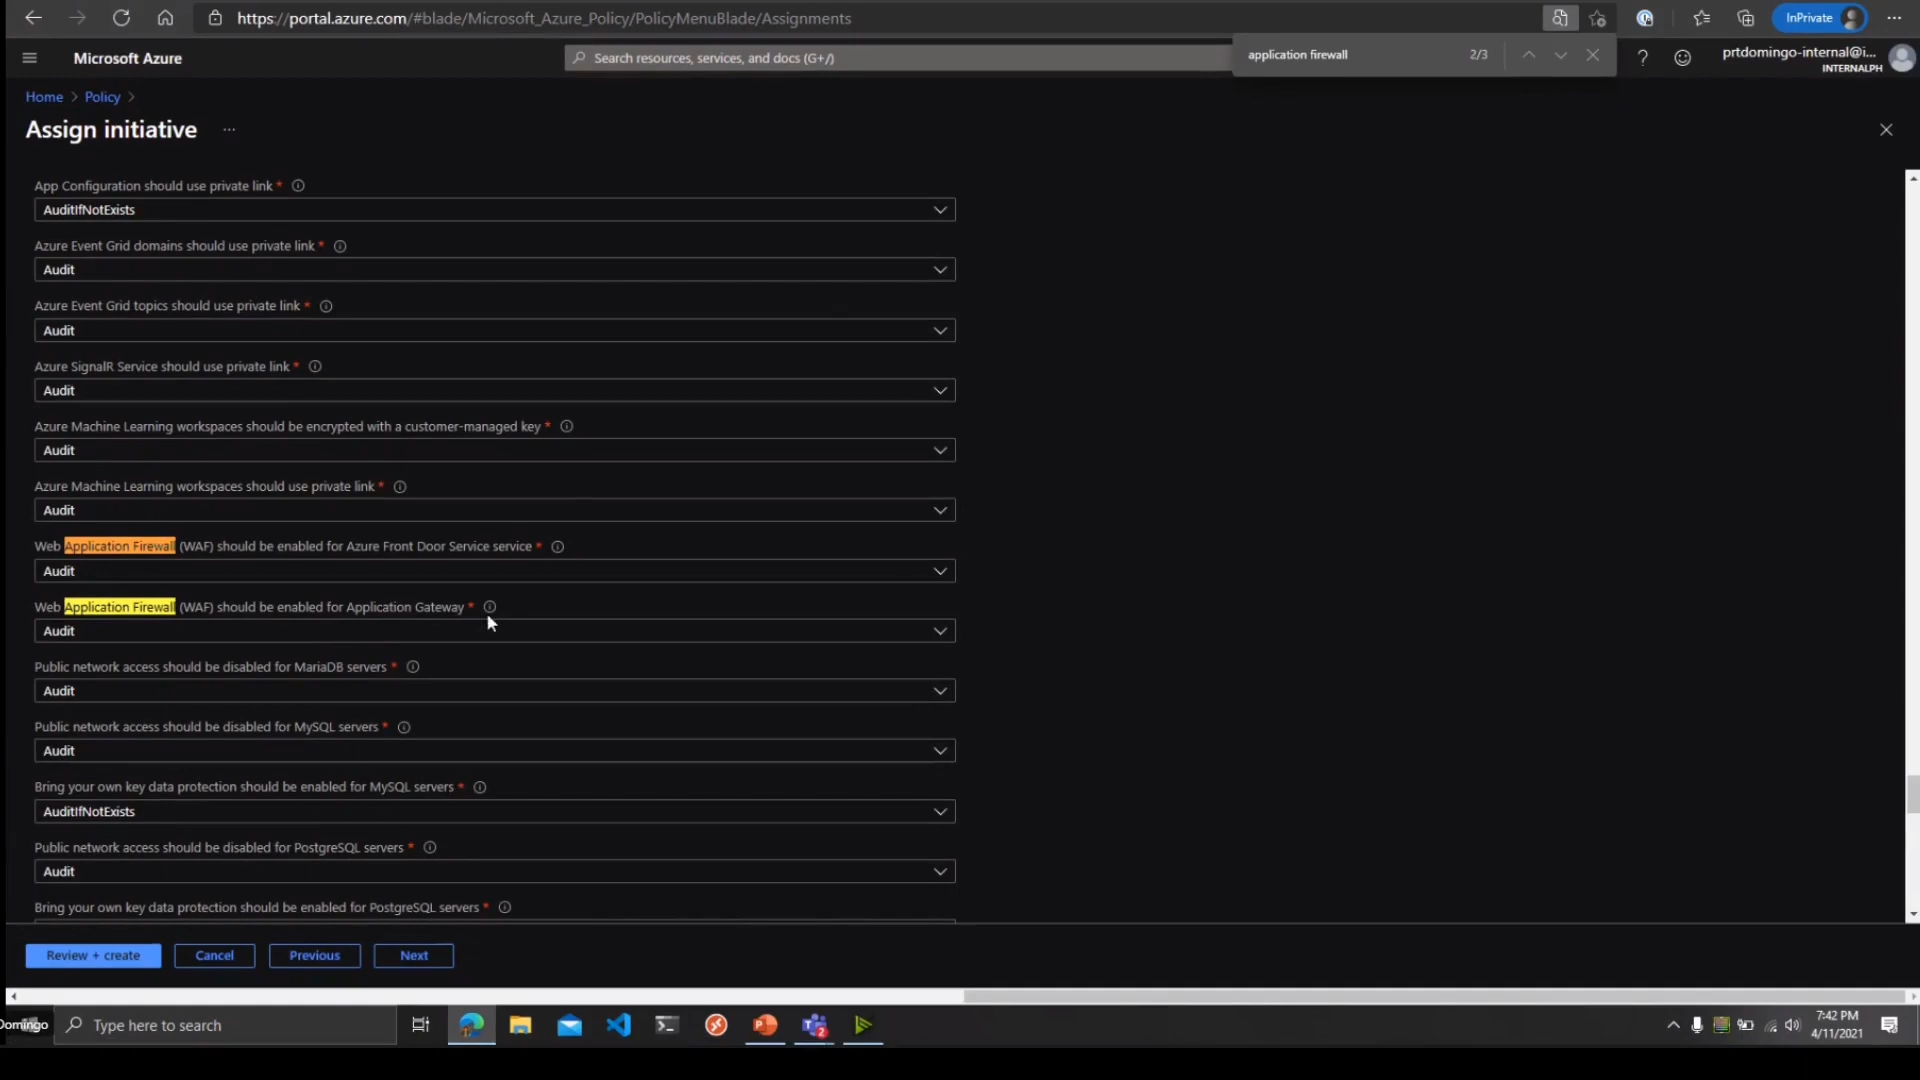 https://portal.azure.com/#blade/Microsoft_Azure_Policy/PolicyMenuBlade/Assignments
InPrivate
Microsoft Azure
Search resources, services, and docs (G+/)
application firewall
2/3
?
prtdomingo-internal@i...
INTERNALPH
Home > Policy >
Assign initiative ...
App Configuration should use private link *
AuditIfNotExists
Azure Event Grid domains should use private link *
Audit
Azure Event Grid topics should use private link *
Audit
Azure SignalR Service should use private link *
Audit
Azure Machine Learning workspaces should be encrypted with a customer-managed key *
Audit
Azure Machine Learning workspaces should use private link *
Audit
Web Application Firewall (WAF) should be enabled for Azure Front Door Service service *
Audit
Web Application Firewall (WAF) should be enabled for Application Gateway *
Audit
Public network access should be disabled for MariaDB servers *
Audit
Public network access should be disabled for MySQL servers *
Audit
Bring your own key data protection should be enabled for MySQL servers *
AuditIfNotExists
Public network access should be disabled for PostgreSQL servers *
Audit
Bring your own key data protection should be enabled for PostgreSQL servers *
Review + create
Cancel
Previous
Next
Domingo
Type here to search
2
7:42 PM
4/11/2021